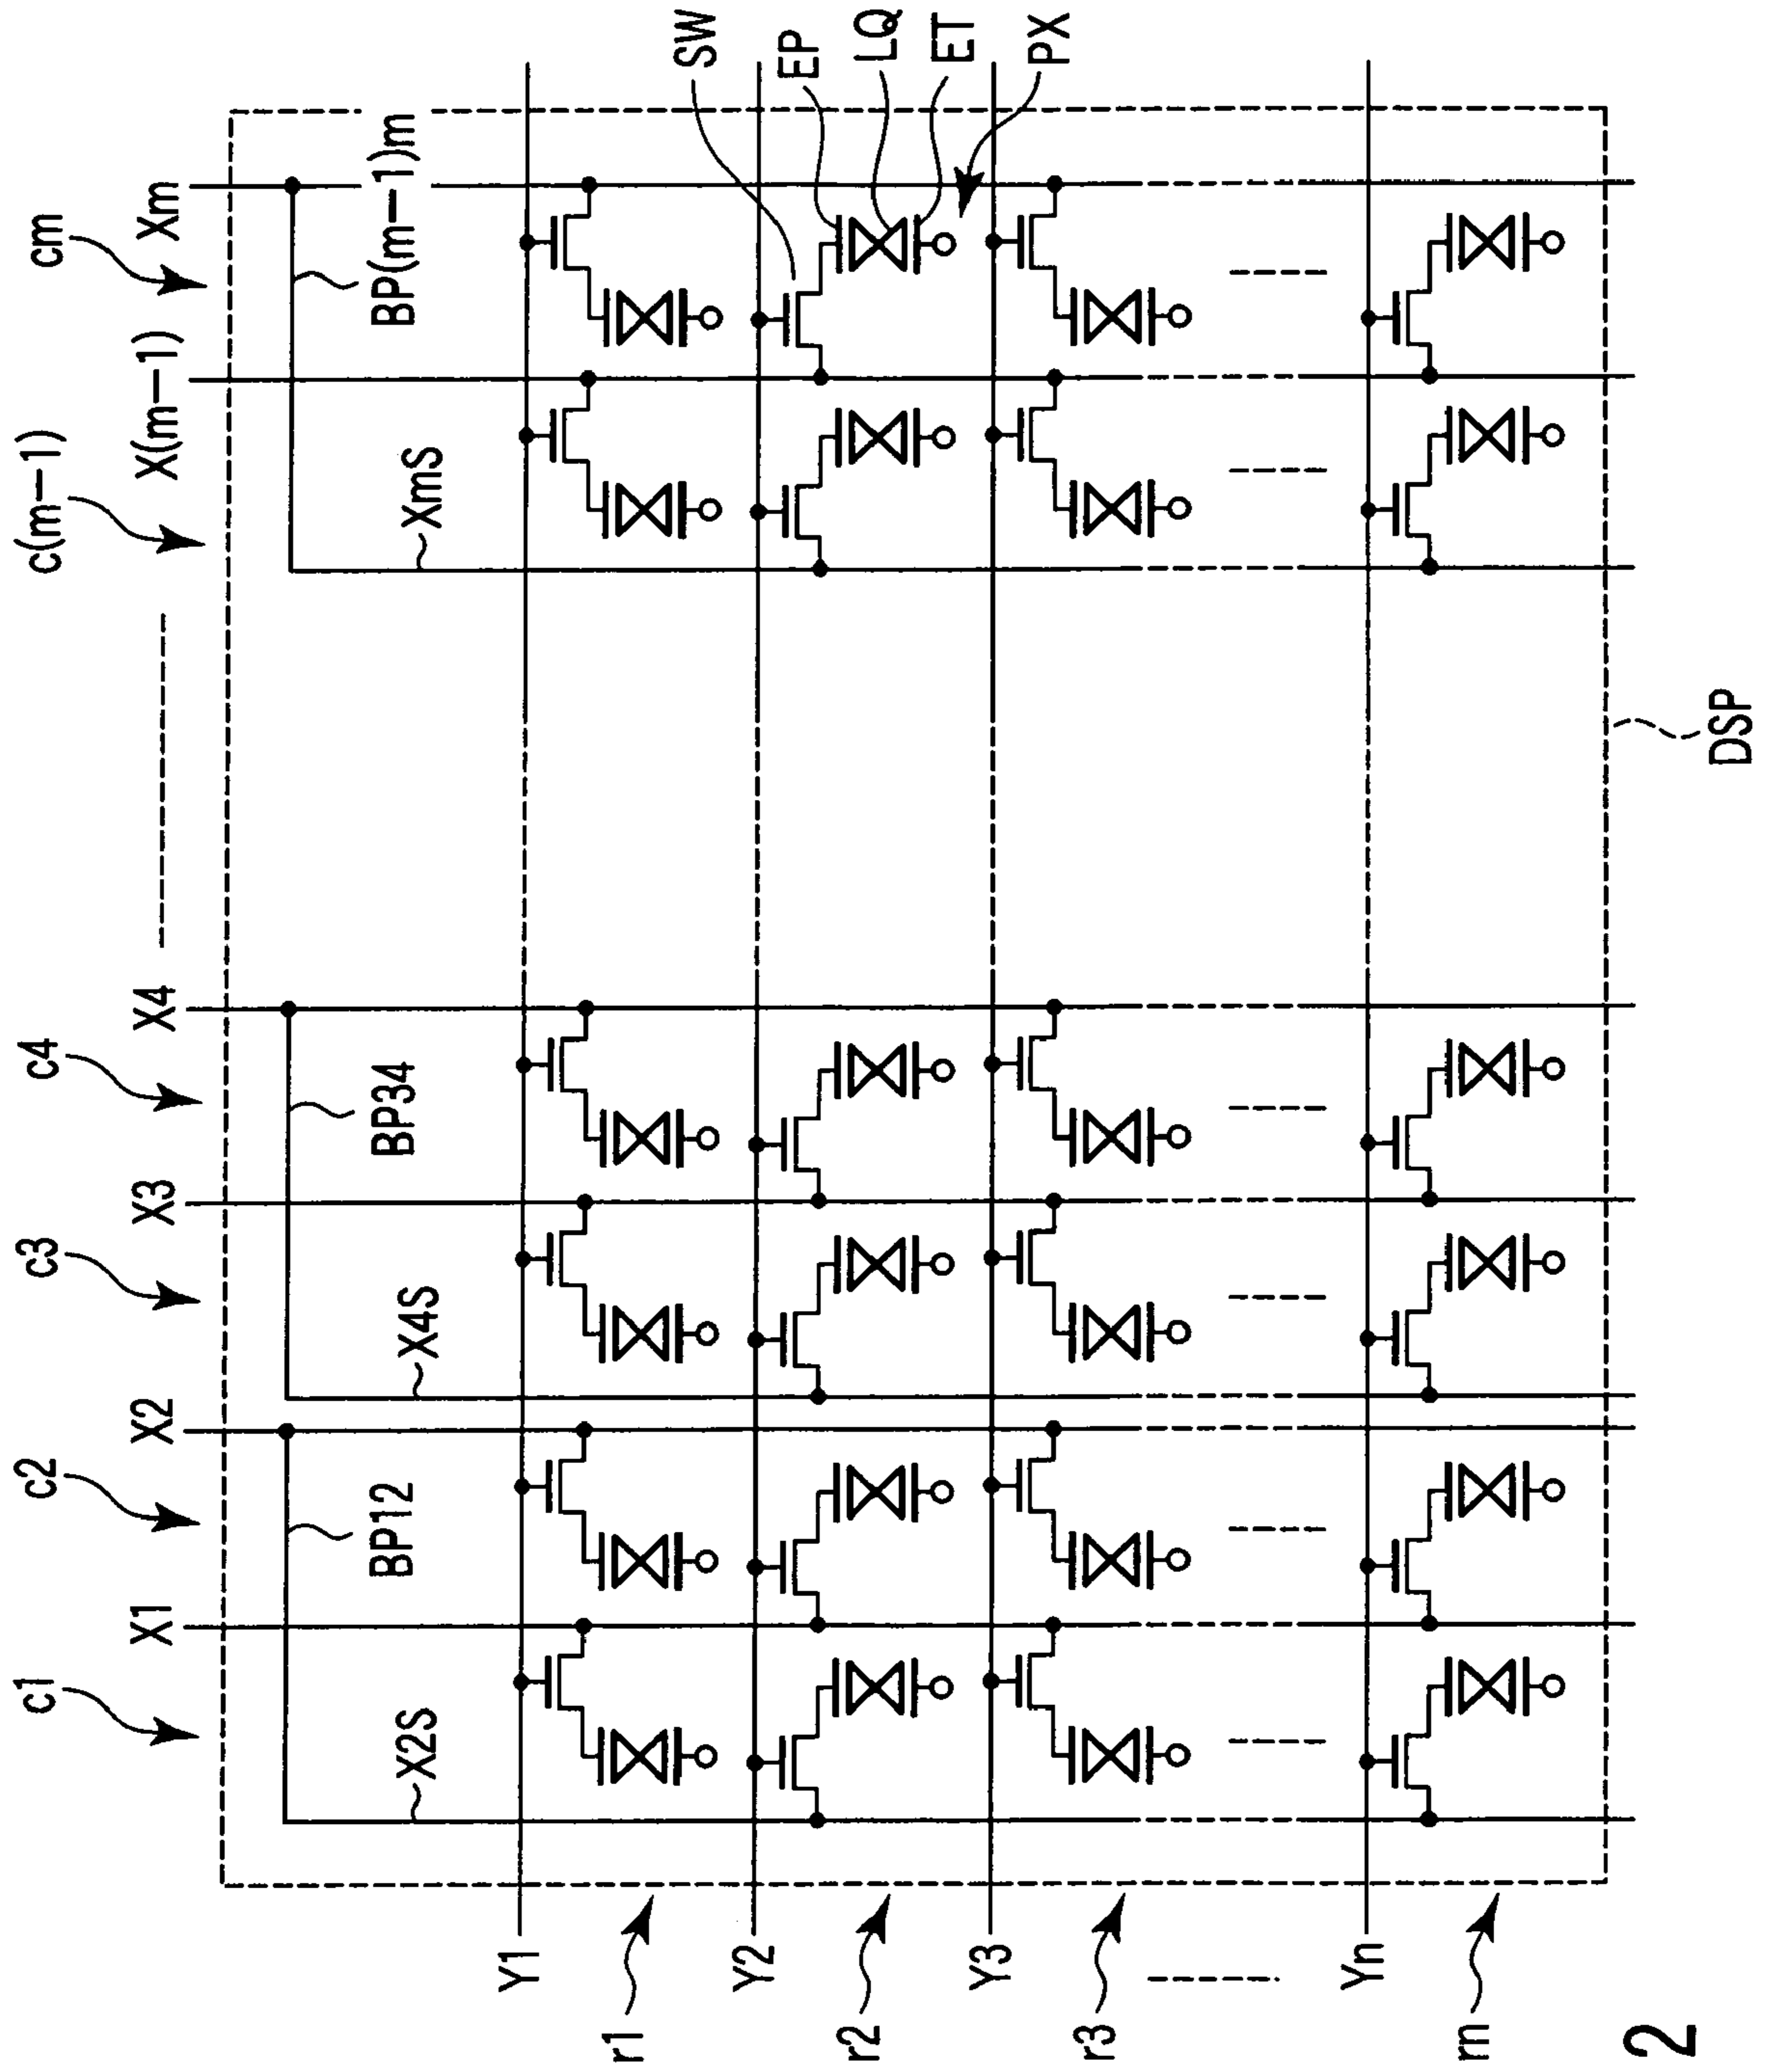 c1 c2 c3 c4 c(m-1) cm
X1 X2 X3 X4 X(m-1) Xm
BP12 BP34 BP(m-1)m
X2S X4S XmS
SW
EP
LQ
ET
PX
Y1
r1
Y2
r2
Y3
r3
Yn
rn
DSP
2